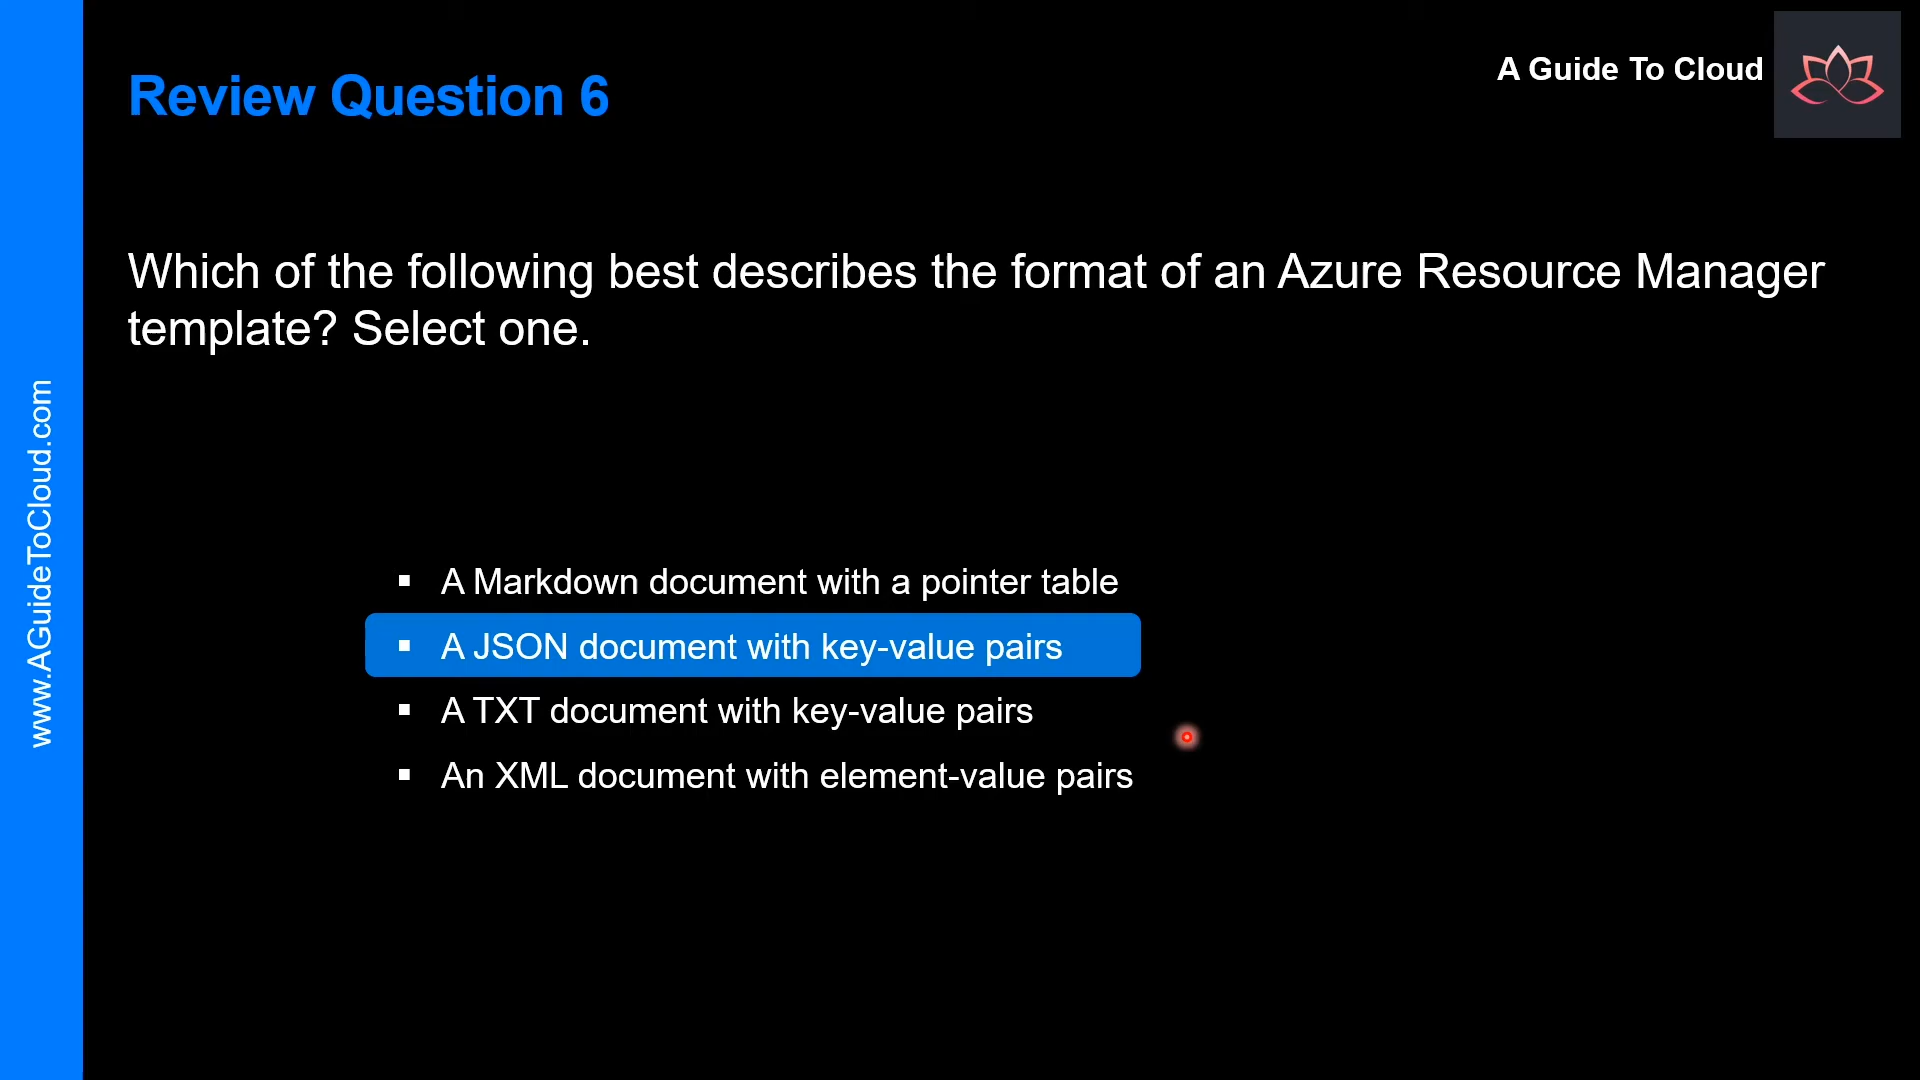 A Guide To Cloud
Review Question 6
Which of the following best describes the format of an Azure Resource Manager
template? Select one.
▪ A Markdown document with a pointer table
▪ A JSON document with key-value pairs
▪ A TXT document with key-value pairs
▪ An XML document with element-value pairs
www.AGuideToCloud.com